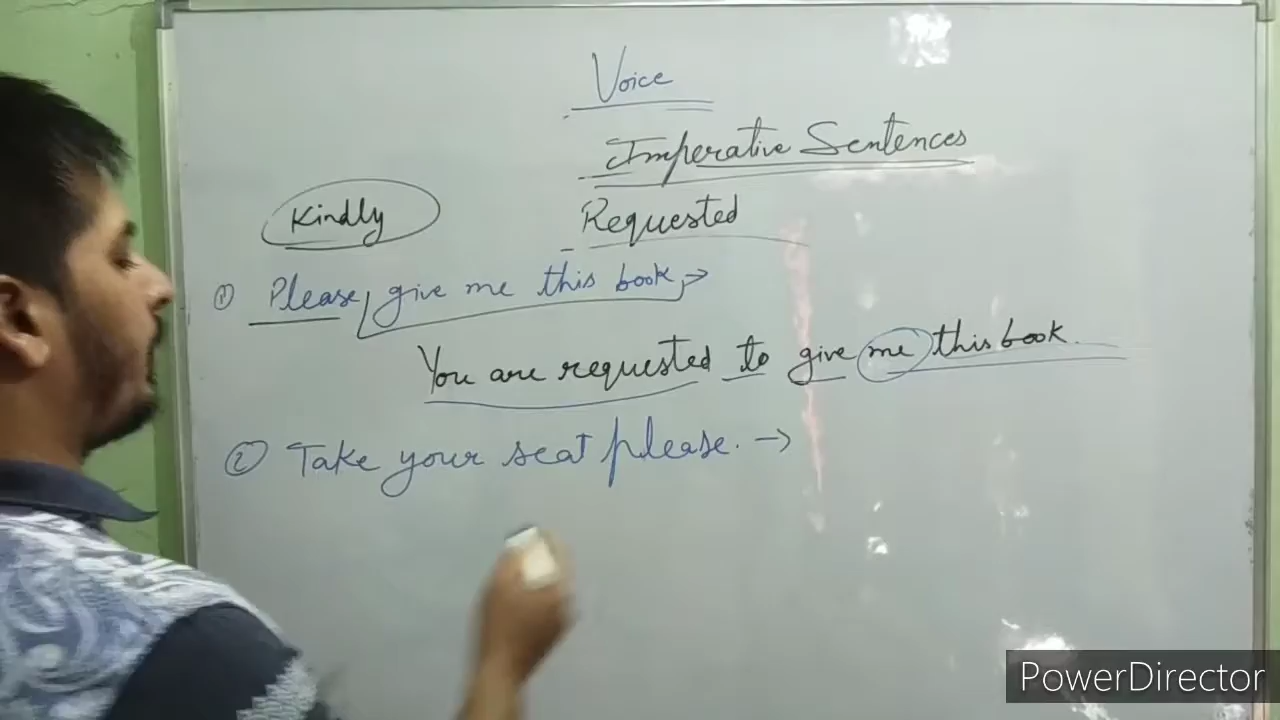 Voice
Imperative Sentences
Kindly
Requested
① Please, give me this book, →
You are requested to give me this book.
② Take your seat please. →
PowerDirector